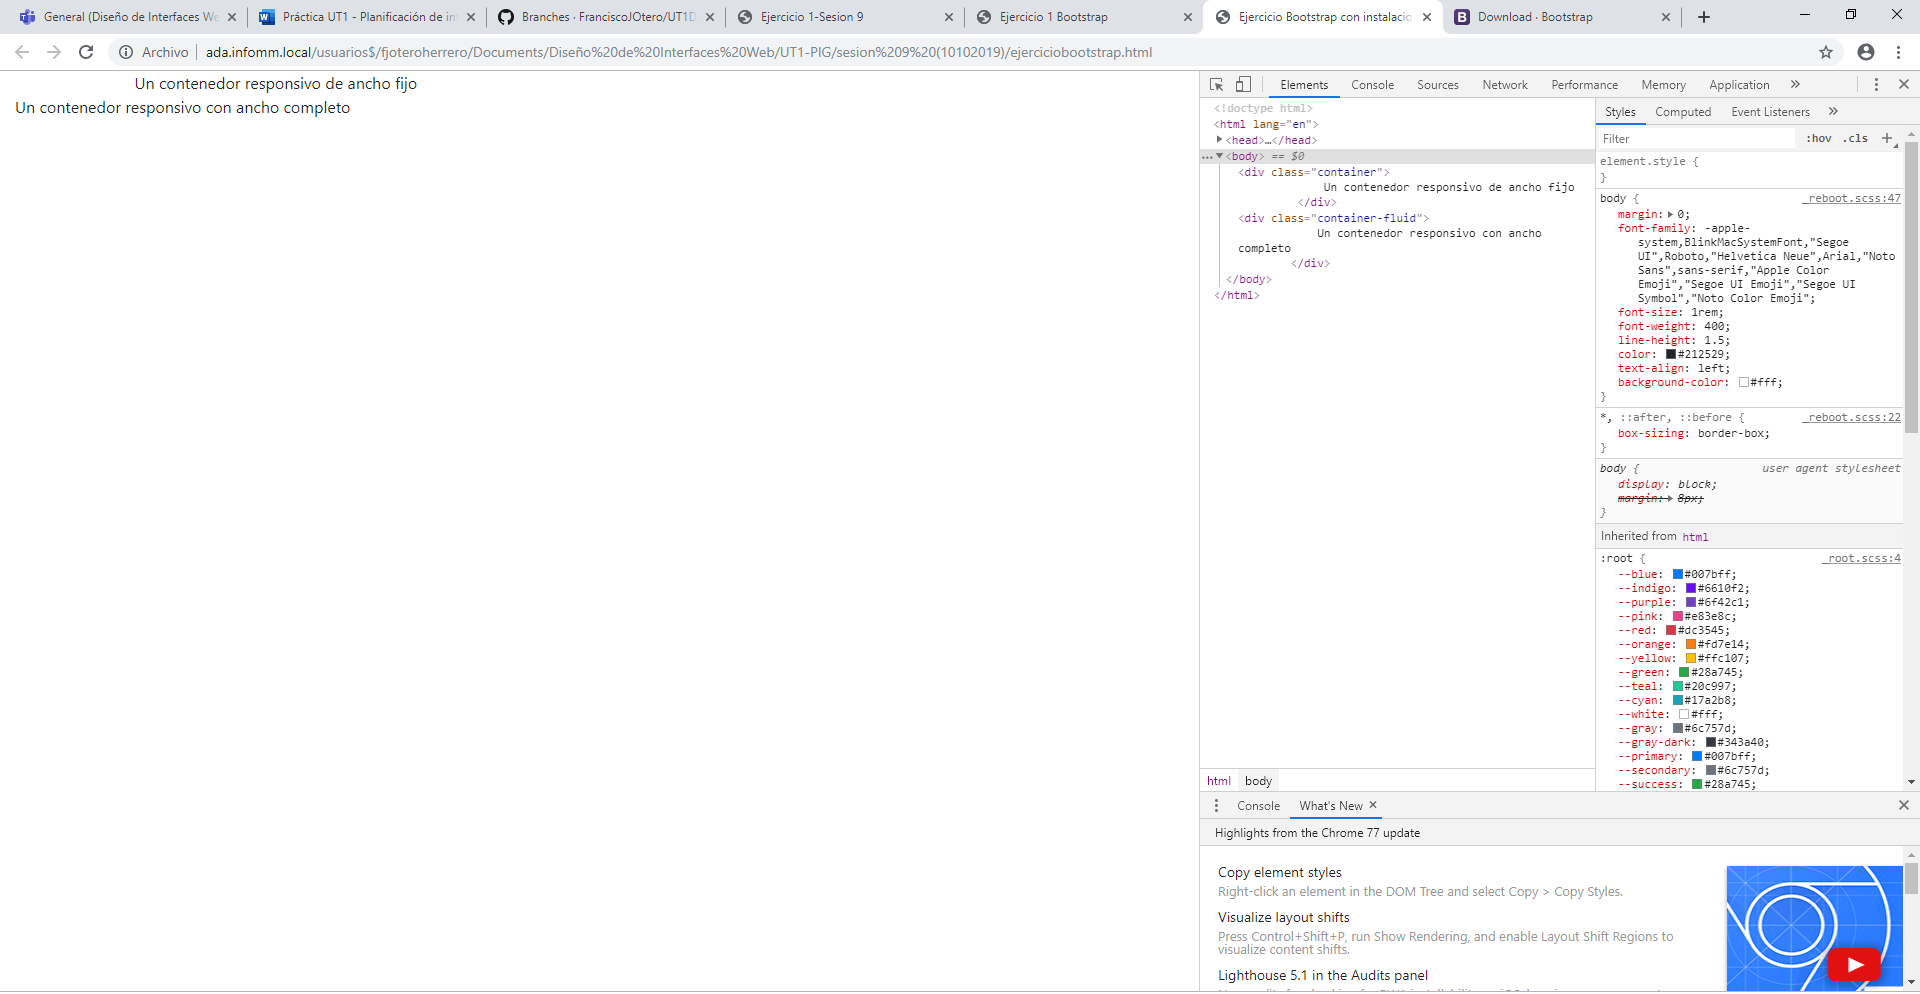 General (Diseño de Interfaces We
Práctica UT1 - Planificación de in
Branches · FranciscoJOtero/UT1D
Ejercicio 1-Sesion 9
Ejercicio 1 Bootstrap
Ejercicio Bootstrap con instalacio
Download · Bootstrap
Archivo | ada.infomm.local/usuarios$/fjoteroherrero/Documents/Diseño%20de%20Interfaces%20Web/UT1-PIG/sesion%209%20(10102019)/ejerciciobootstrap.html
Un contenedor responsivo de ancho fijo
Un contenedor responsivo con ancho completo
Elements Console Sources Network Performance Memory Application »
<!doctype html>
<html lang="en">
<head>…</head>
<body> == $0
<div class="container">
Un contenedor responsivo de ancho fijo
</div>
<div class="container-fluid">
Un contenedor responsivo con ancho
completo
</div>
</body>
</html>
html body
Styles Computed Event Listeners »
Filter :hov .cls +
element.style {
}
body { _reboot.scss:47
margin: 0;
font-family: -apple-
system,BlinkMacSystemFont,"Segoe
UI",Roboto,"Helvetica Neue",Arial,"Noto
Sans",sans-serif,"Apple Color
Emoji","Segoe UI Emoji","Segoe UI
Symbol","Noto Color Emoji";
font-size: 1rem;
font-weight: 400;
line-height: 1.5;
color: #212529;
text-align: left;
background-color: #fff;
}
*, ::after, ::before { _reboot.scss:22
box-sizing: border-box;
}
body { user agent stylesheet
display: block;
margin: 8px;
}
Inherited from html
:root { _root.scss:4
--blue: #007bff;
--indigo: #6610f2;
--purple: #6f42c1;
--pink: #e83e8c;
--red: #dc3545;
--orange: #fd7e14;
--yellow: #ffc107;
--green: #28a745;
--teal: #20c997;
--cyan: #17a2b8;
--white: #fff;
--gray: #6c757d;
--gray-dark: #343a40;
--primary: #007bff;
--secondary: #6c757d;
--success: #28a745;
Console What's New
Highlights from the Chrome 77 update
Copy element styles
Right-click an element in the DOM Tree and select Copy > Copy Styles.
Visualize layout shifts
Press Control+Shift+P, run Show Rendering, and enable Layout Shift Regions to
visualize content shifts.
Lighthouse 5.1 in the Audits panel